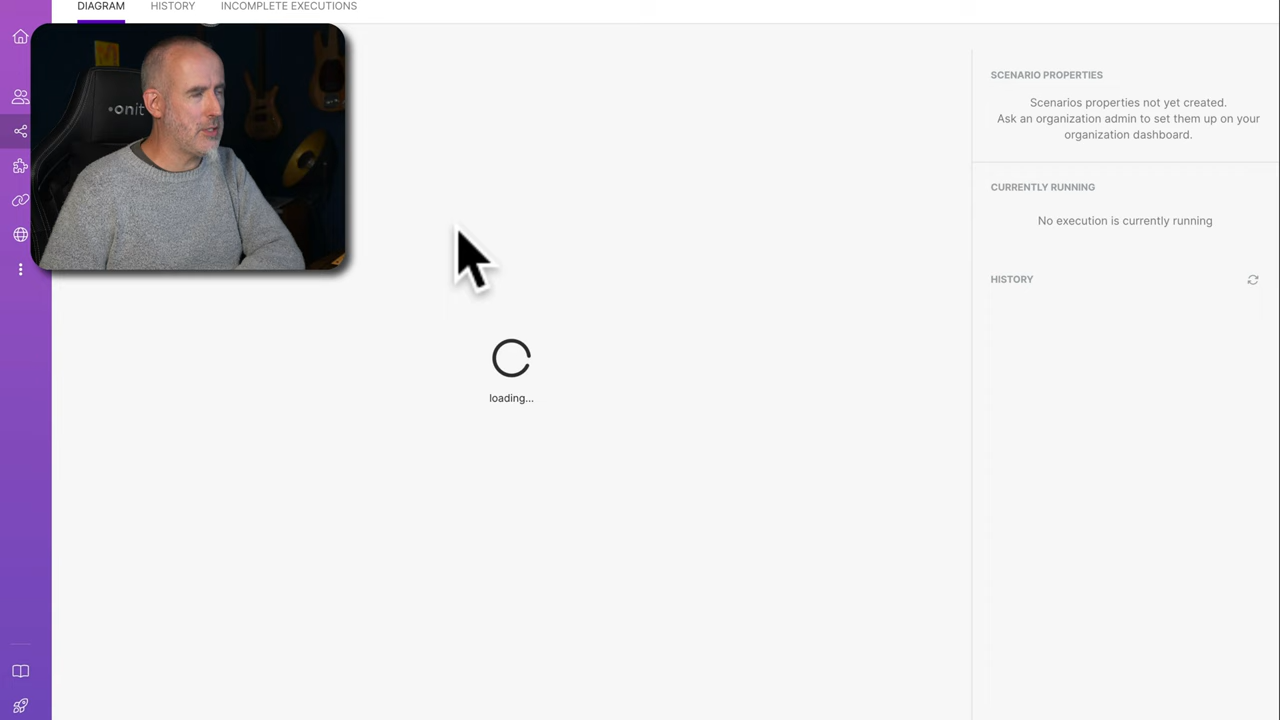 DIAGRAM
HISTORY
INCOMPLETE EXECUTIONS
onit
SCENARIO PROPERTIES
Scenarios properties not yet created.
Ask an organization admin to set them up on your
organization dashboard.
CURRENTLY RUNNING
No execution is currently running
HISTORY
loading...